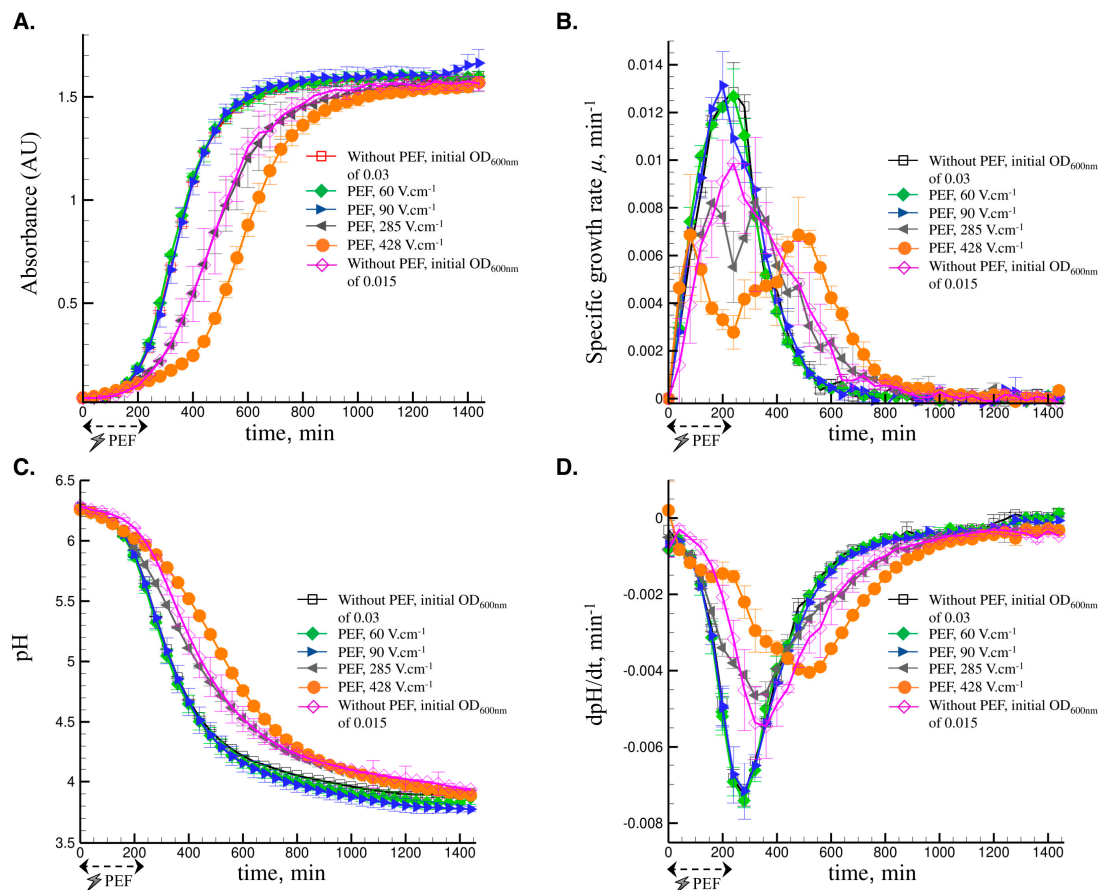 A.
1.5
1
0.5
Absorbance (AU)
Without PEF, initial OD600nm
of 0.03
PEF, 60 V.cm-1
PEF, 90 V.cm-1
PEF, 285 V.cm-1
PEF, 428 V.cm-1
Without PEF, initial OD600nm
of 0.015
0 200 400 600 800 1000 1200 1400
PEF
time, min
B.
0.014
0.012
0.010
0.008
0.006
0.004
0.002
0
Specific growth rate μ, min-1
Without PEF, initial OD600nm
of 0.03
PEF, 60 V.cm-1
PEF, 90 V.cm-1
PEF, 285 V.cm-1
PEF, 428 V.cm-1
Without PEF, initial OD600nm
of 0.015
0 200 400 600 800 1000 1200 1400
PEF
time, min
C.
6.5
6
5.5
5
4.5
4
3.5
pH
Without PEF, initial OD600nm
of 0.03
PEF, 60 V.cm-1
PEF, 90 V.cm-1
PEF, 285 V.cm-1
PEF, 428 V.cm-1
Without PEF, initial OD600nm
of 0.015
0 200 400 600 800 1000 1200 1400
PEF
time, min
D.
0
-0.002
-0.004
-0.006
-0.008
dpH/dt, min-1
Without PEF, initial OD600nm
of 0.03
PEF, 60 V.cm-1
PEF, 90 V.cm-1
PEF, 285 V.cm-1
PEF, 428 V.cm-1
Without PEF, initial OD600nm
of 0.015
0 200 400 600 800 1000 1200 1400
PEF
time, min